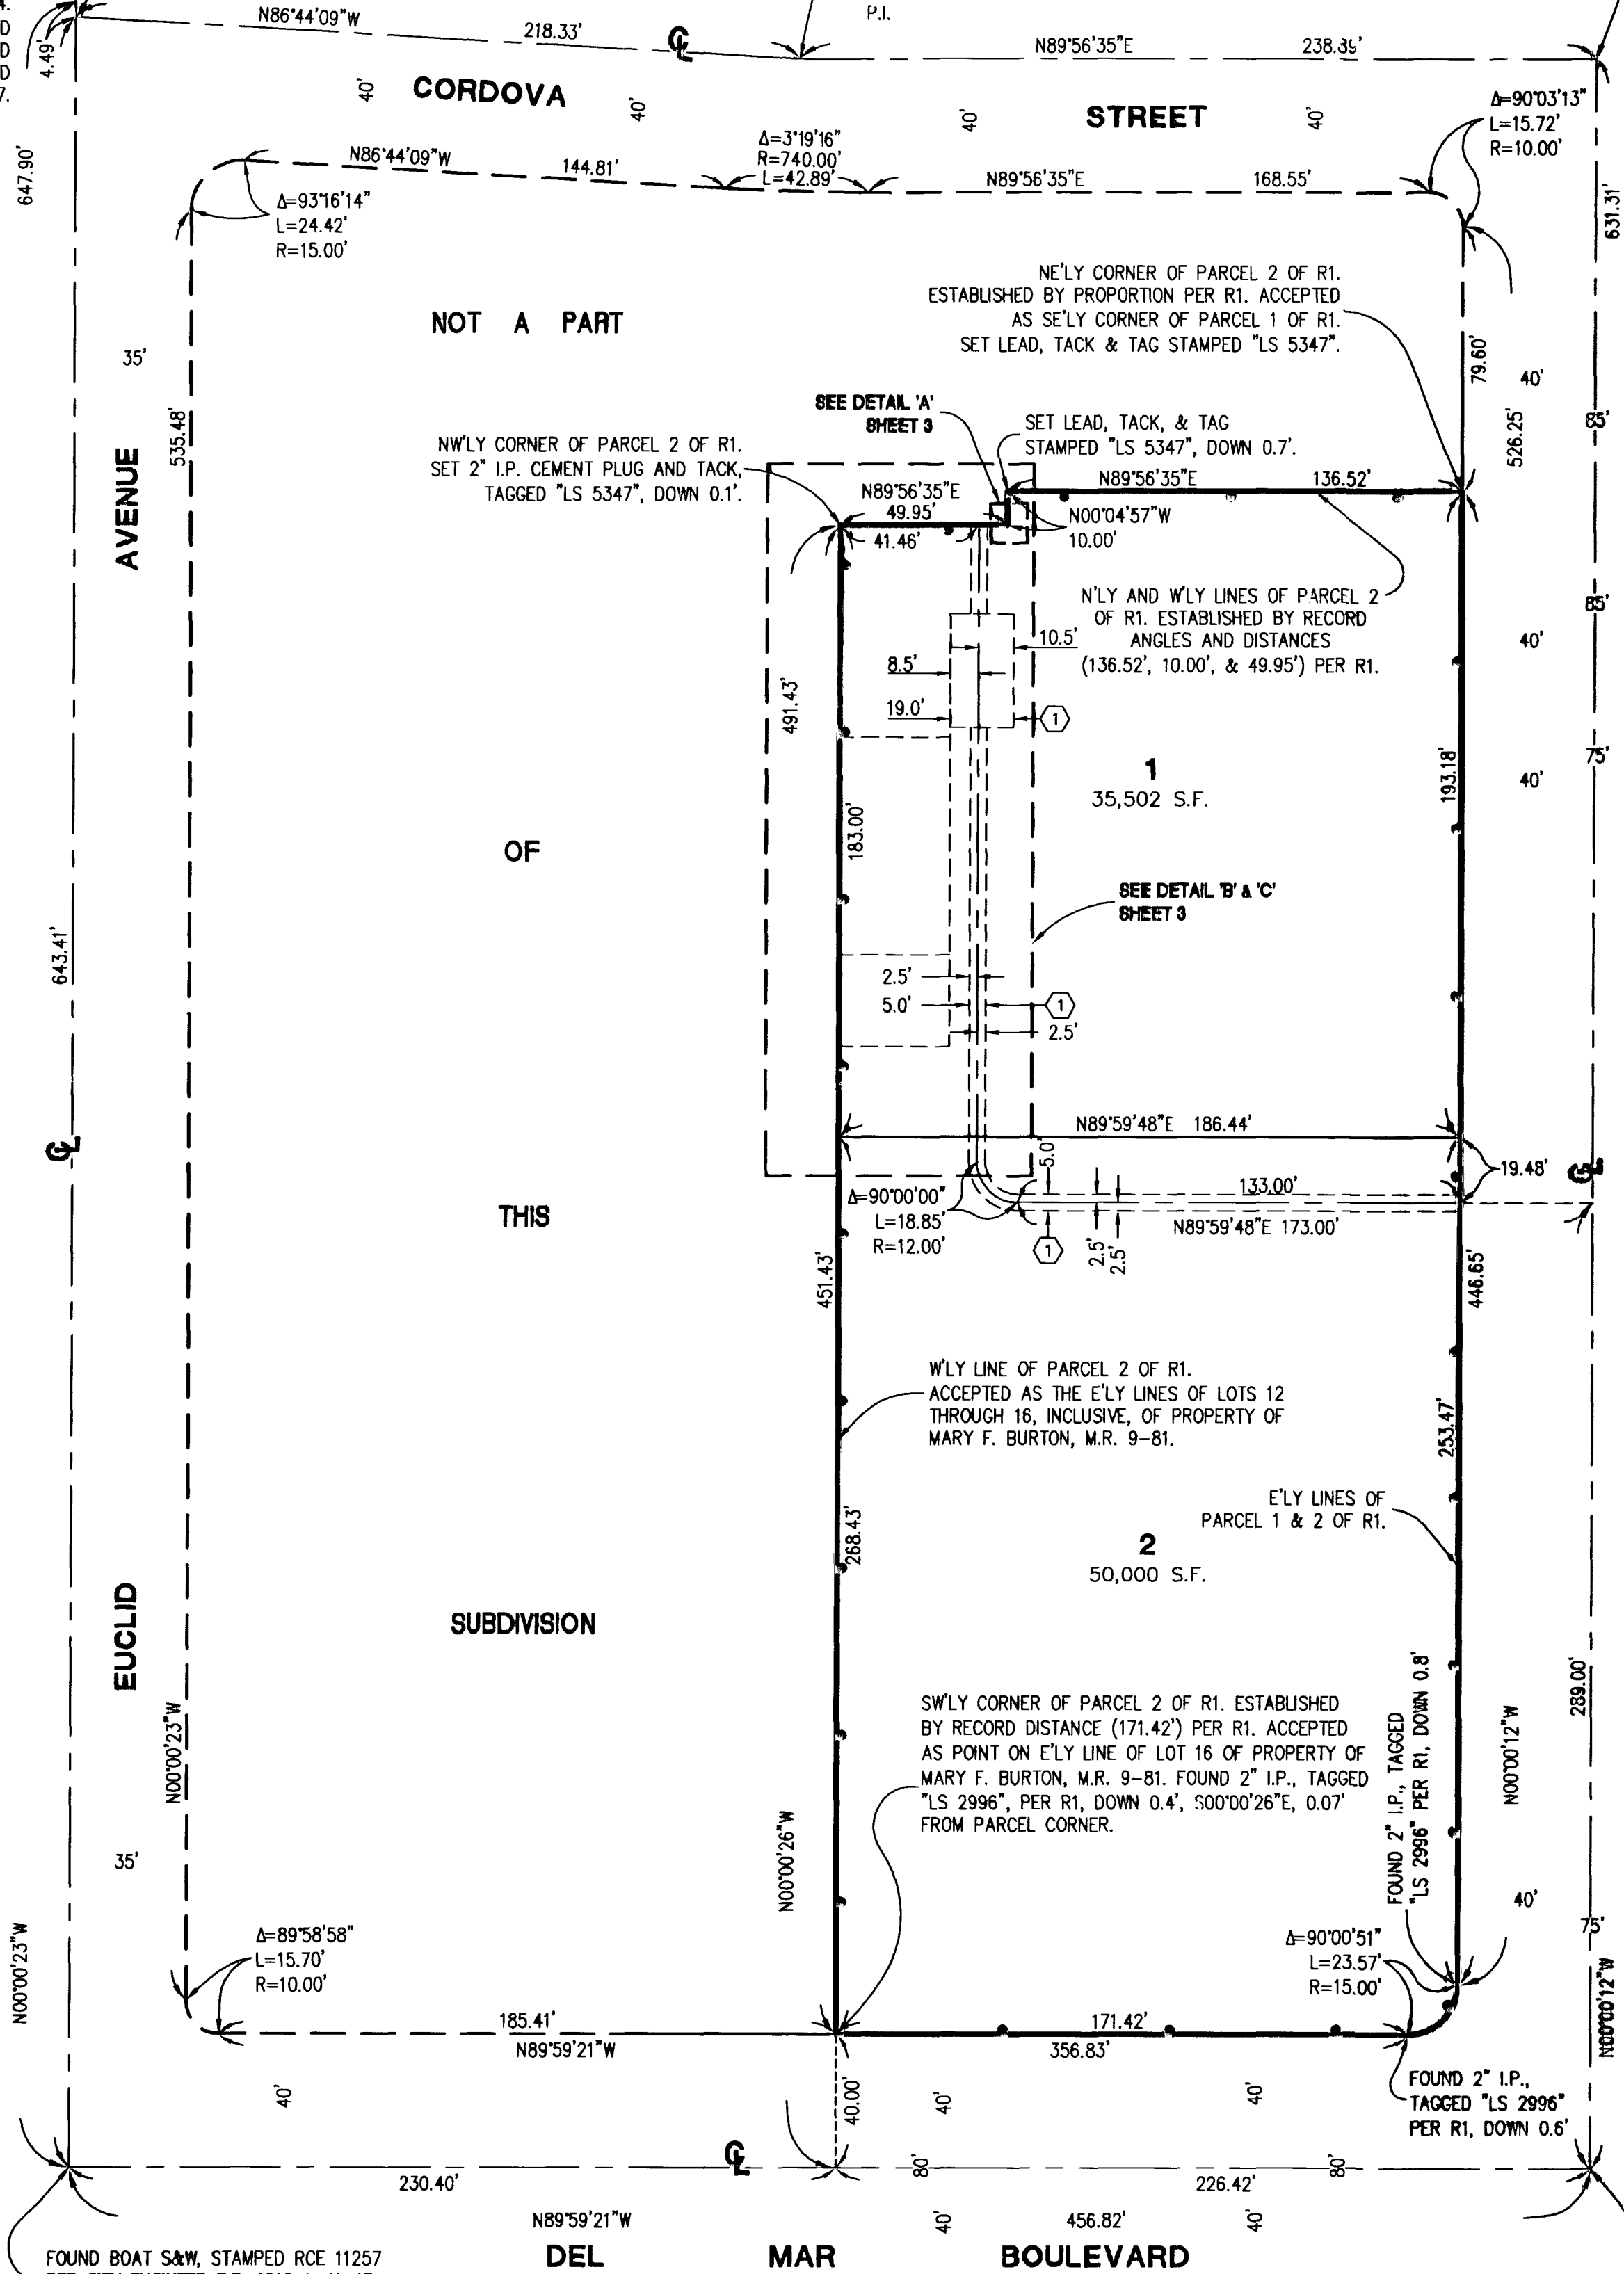 4.
D
D
D
7.
4.49'
N86°44'09"W
218.33'
℄
P.I.
N89°56'35"E
238.39'
CORDOVA
STREET
40'
40'
40'
40'
Δ=90°03'13"
L=15.72'
R=10.00'
647.90'
N86°44'09"W
144.81'
Δ=3°19'16"
R=740.00'
L=42.89'
N89°56'35"E
168.55'
631.31'
Δ=93°16'14"
L=24.42'
R=15.00'
NOT A PART
NE'LY CORNER OF PARCEL 2 OF R1.
ESTABLISHED BY PROPORTION PER R1. ACCEPTED
AS SE'LY CORNER OF PARCEL 1 OF R1.
SET LEAD, TACK & TAG STAMPED "LS 5347".
35'
535.48'
79.60'
40'
526.25'
85'
AVENUE
SEE DETAIL 'A'
SHEET 3
SET LEAD, TACK, & TAG
STAMPED "LS 5347", DOWN 0.7'.
NW'LY CORNER OF PARCEL 2 OF R1.
SET 2" I.P. CEMENT PLUG AND TACK,
TAGGED "LS 5347", DOWN 0.1'.
N89°56'35"E
49.95'
41.46'
N89°56'35"E
136.52'
N00°04'57"W
10.00'
N'LY AND W'LY LINES OF PARCEL 2
OF R1. ESTABLISHED BY RECORD
ANGLES AND DISTANCES
(136.52', 10.00', & 49.95') PER R1.
85'
40'
10.5'
8.5'
19.0'
1
491.43'
75'
40'
1
35,502 S.F.
193.18'
183.00'
OF
SEE DETAIL 'B' & 'C'
SHEET 3
643.41'
2.5'
5.0'
1
2.5'
℄
N89°59'48"E 186.44'
5.0'
19.48'
℄
133.00'
Δ=90°00'00"
L=18.85'
R=12.00'
1
2.5'
2.5'
N89°59'48"E 173.00'
THIS
451.43'
446.65'
W'LY LINE OF PARCEL 2 OF R1.
ACCEPTED AS THE E'LY LINES OF LOTS 12
THROUGH 16, INCLUSIVE, OF PROPERTY OF
MARY F. BURTON, M.R. 9-81.
253.47'
E'LY LINES OF
PARCEL 1 & 2 OF R1.
268.43'
2
50,000 S.F.
EUCLID
SUBDIVISION
N00°00'23"W
SW'LY CORNER OF PARCEL 2 OF R1. ESTABLISHED
BY RECORD DISTANCE (171.42') PER R1. ACCEPTED
AS POINT ON E'LY LINE OF LOT 16 OF PROPERTY OF
MARY F. BURTON, M.R. 9-81. FOUND 2" I.P., TAGGED
"LS 2996", PER R1, DOWN 0.4', S00°00'26"E, 0.07'
FROM PARCEL CORNER.
FOUND 2" I.P., TAGGED
"LS 2996" PER R1, DOWN 0.8'
N00°00'12"W
289.00'
35'
N00°00'26"W
N00°00'23"W
Δ=89°58'58"
L=15.70'
R=10.00'
Δ=90°00'51"
L=23.57'
R=15.00'
40'
75'
N00°00'12"W
185.41'
N89°59'21"W
171.42'
356.83'
40'
40.00'
40'
40'
FOUND 2" I.P.,
TAGGED "LS 2996"
PER R1, DOWN 0.6'
℄
80'
80'
230.40'
226.42'
N89°59'21"W
40'
456.82'
40'
FOUND BOAT S&W, STAMPED RCE 11257
DEL MAR BOULEVARD